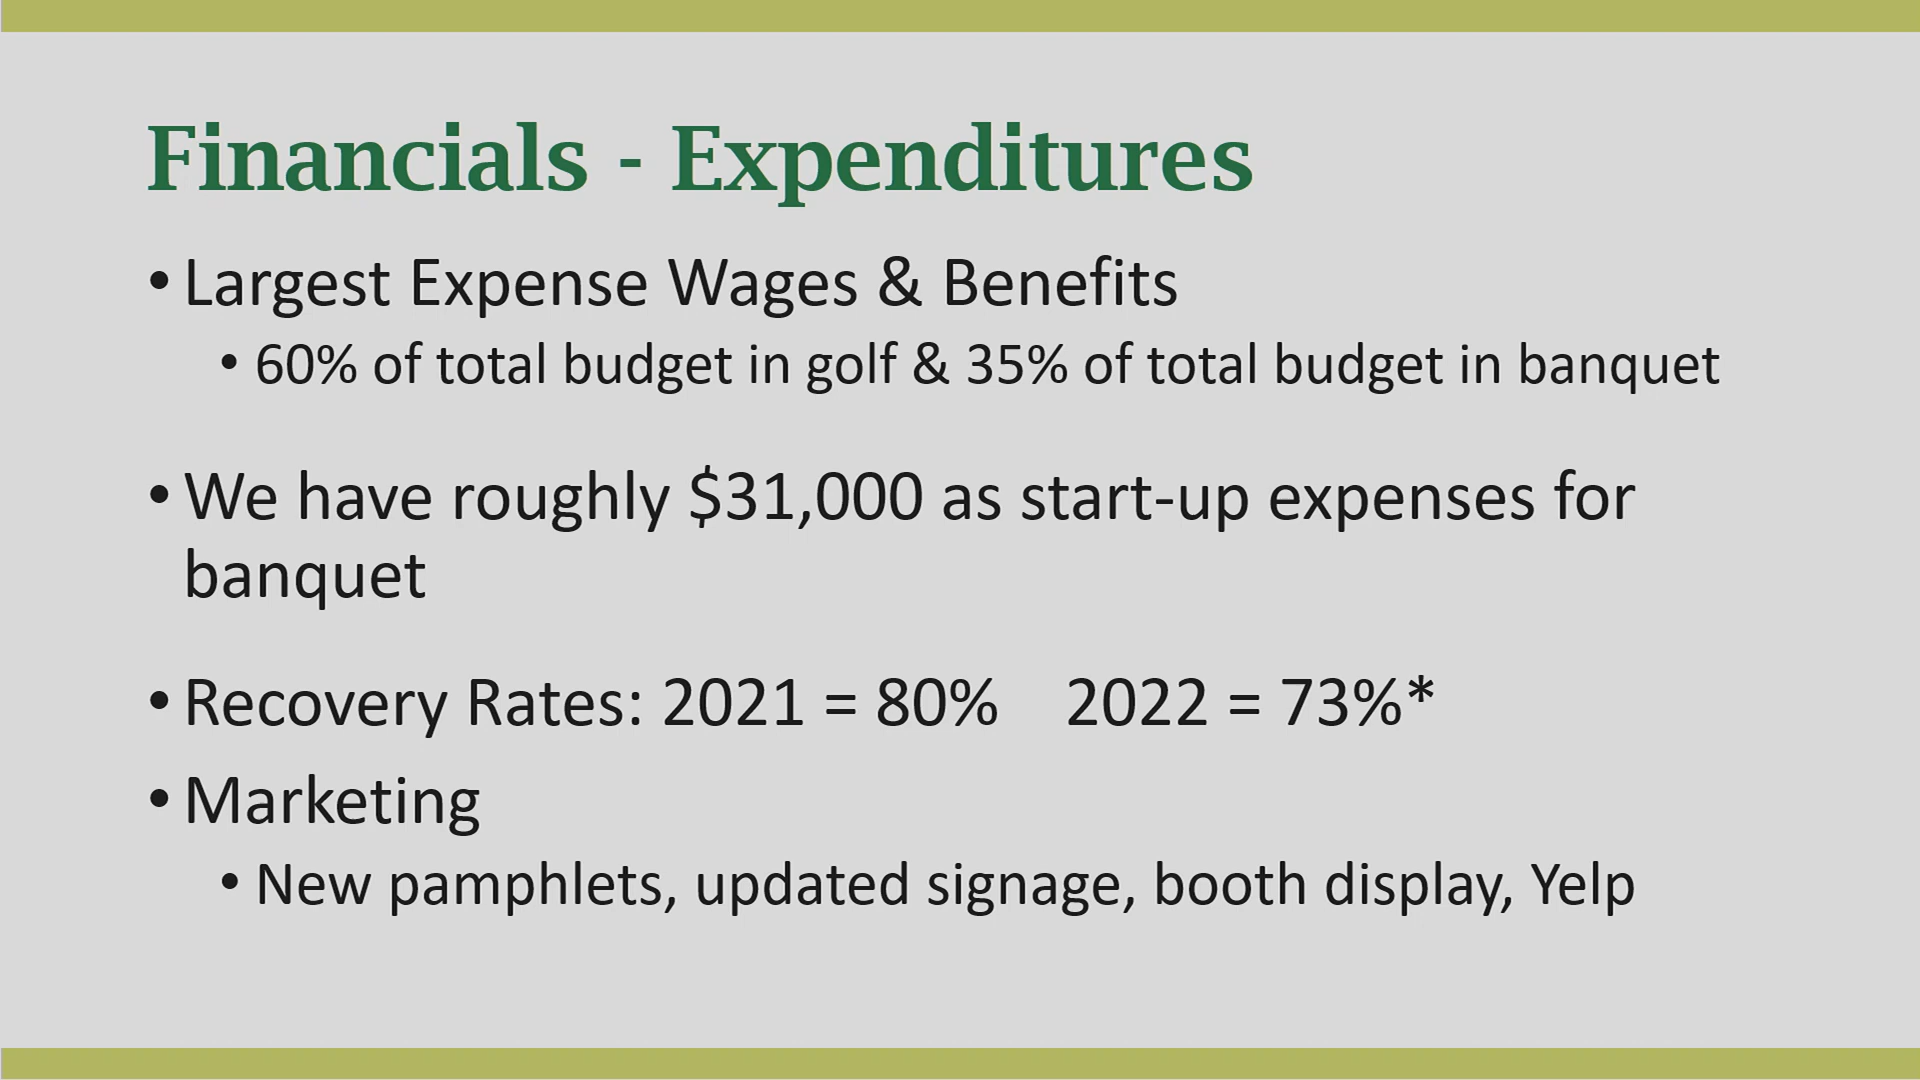 Financials - Expenditures
• Largest Expense Wages & Benefits
• 60% of total budget in golf & 35% of total budget in banquet
• We have roughly $31,000 as start-up expenses for
banquet
• Recovery Rates: 2021 = 80%    2022 = 73%*
• Marketing
• New pamphlets, updated signage, booth display, Yelp